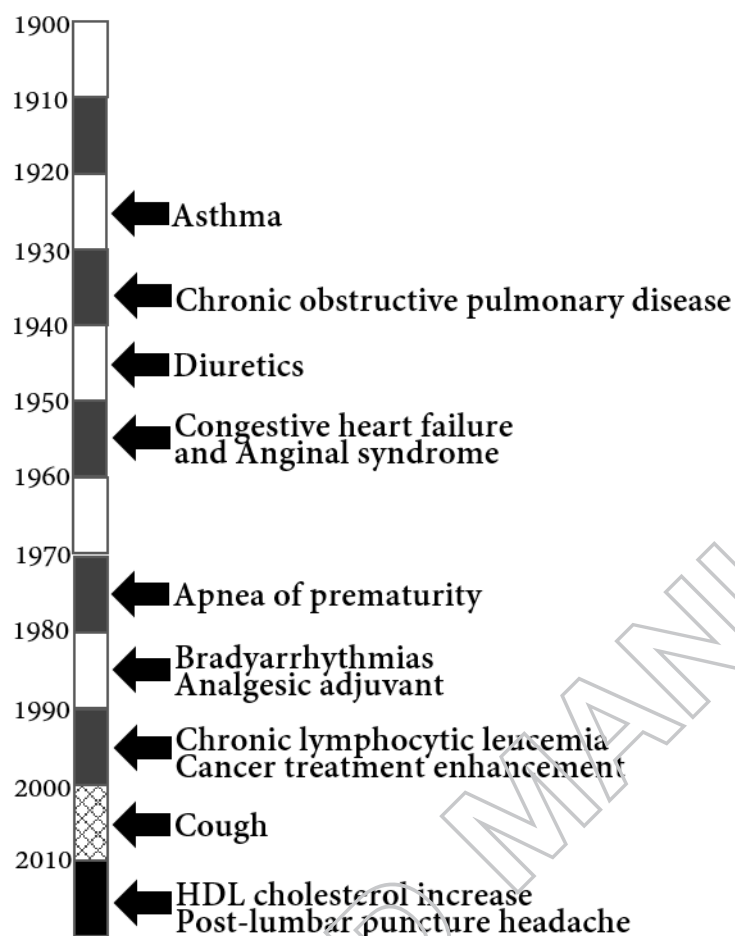 1900
1910
1920
Asthma
1930
Chronic obstructive pulmonary disease
1940
Diuretics
1950
Congestive heart failure
and Anginal syndrome
1960
1970
Apnea of prematurity
1980
Bradyarrhythmias
Analgesic adjuvant
1990
Chronic lymphocytic leucemia
Cancer treatment enhancement
2000
Cough
2010
HDL cholesterol increase
Post-lumbar puncture headache